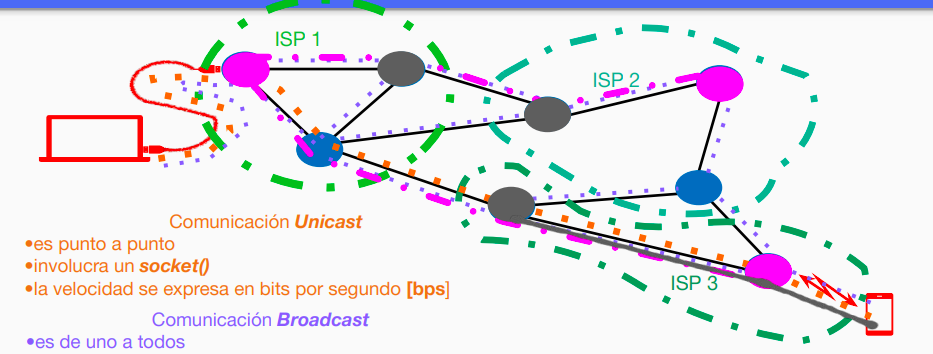 ISP 1
ISP 2
ISP 3
Comunicación Unicast
•es punto a punto
•involucra un socket()
•la velocidad se expresa en bits por segundo [bps]
Comunicación Broadcast
•es de uno a todos